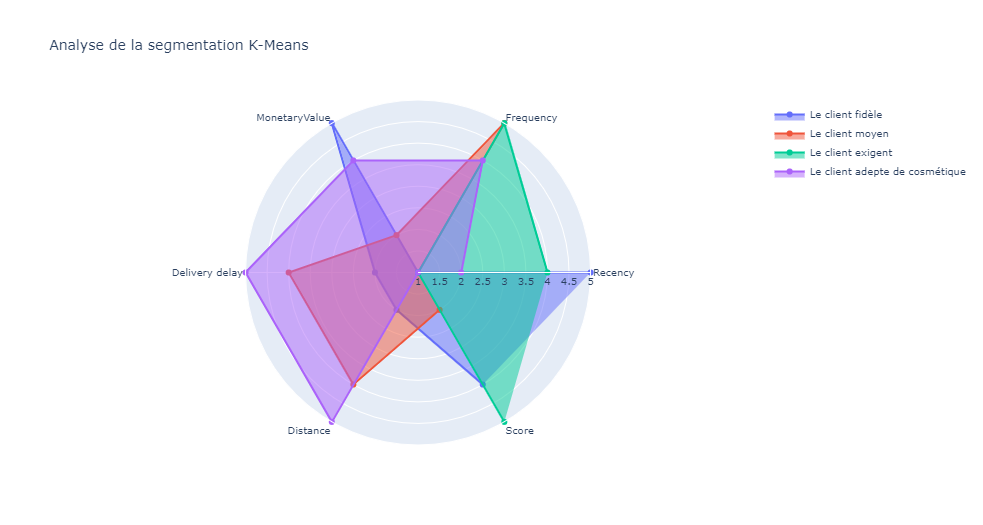 Analyse de la segmentation K-Means
MonetaryValue
Frequency
Delivery delay
Recency
1 1.5 2 2.5 3 3.5 4 4.5 5
Distance
Score
Le client fidèle
Le client moyen
Le client exigent
Le client adepte de cosmétique